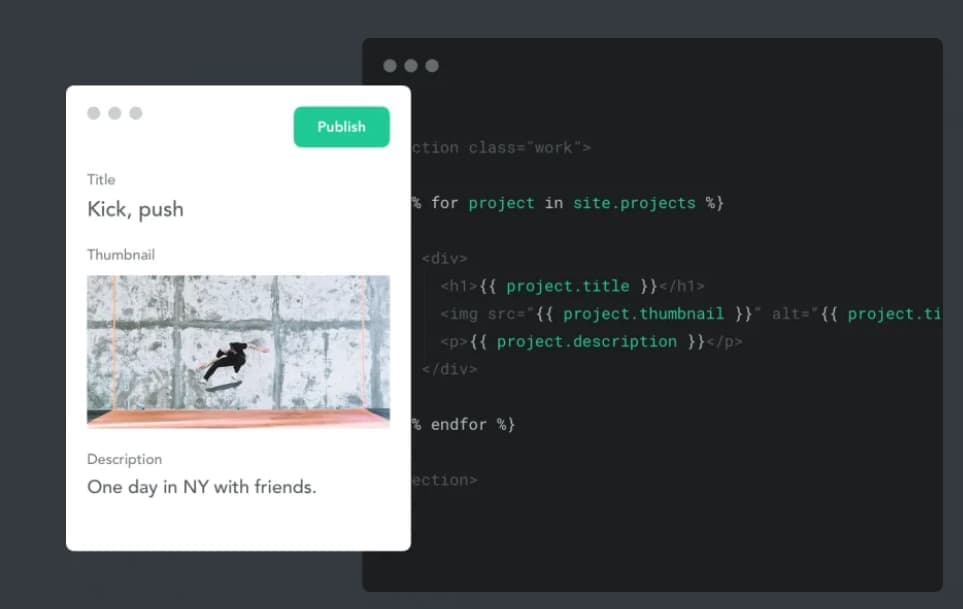 Publish
Title
Kick, push
Thumbnail
Description
One day in NY with friends.
ction class="work">
% for project in site.projects %}
<div>
<h1>{{ project.title }}</h1>
<img src="{{ project.thumbnail }}" alt="{{ project.ti
<p>{{ project.description }}</p>
</div>
% endfor %}
ection>